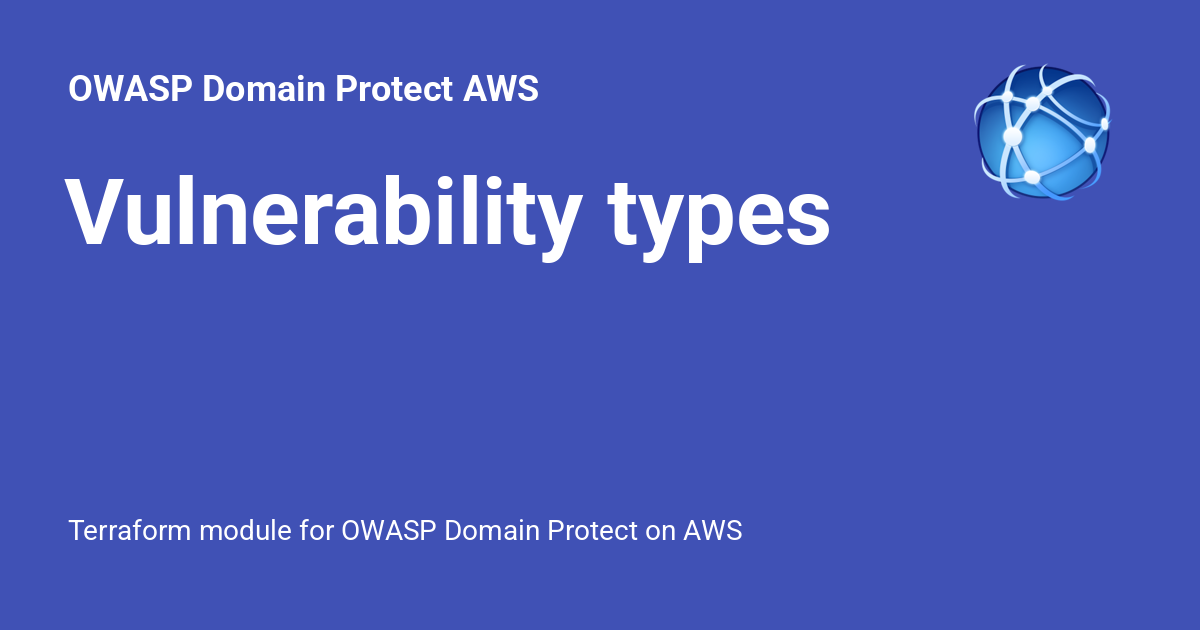 OWASP Domain Protect AWS
Vulnerability types
Terraform module for OWASP Domain Protect on AWS